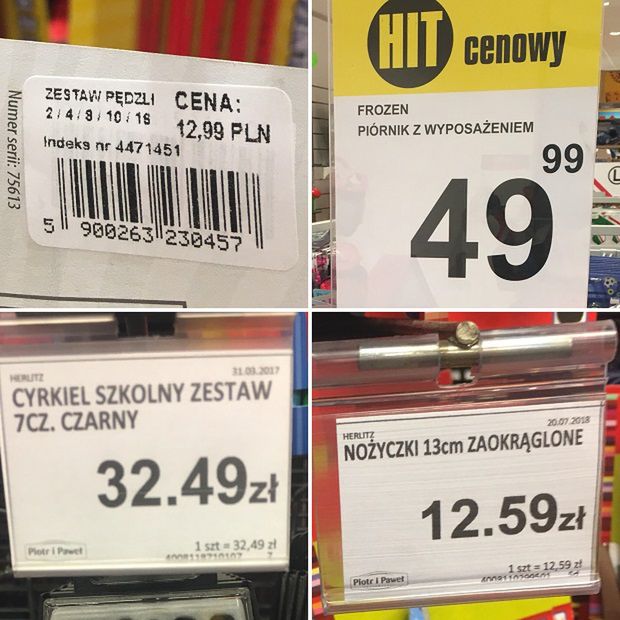 Numer serii: 75613
ZESTAW PĘDZLI
2/4/8/10/16
CENA:
12,99 PLN
Indeks nr 4471451
5 900263 230457
HIT cenowy
FROZEN
PIÓRNIK Z WYPOSAŻENIEM
49 99
HERLITZ
31.03.2017
CYRKIEL SZKOLNY ZESTAW
7CZ. CZARNY
32.49zł
1 szt = 32,49 zł
Piotr i Paweł
HERLITZ
20.07.2018
NOŻYCZKI 13cm ZAOKRĄGLONE
12.59zł
1 szt = 12,59 zł
Piotr i Paweł